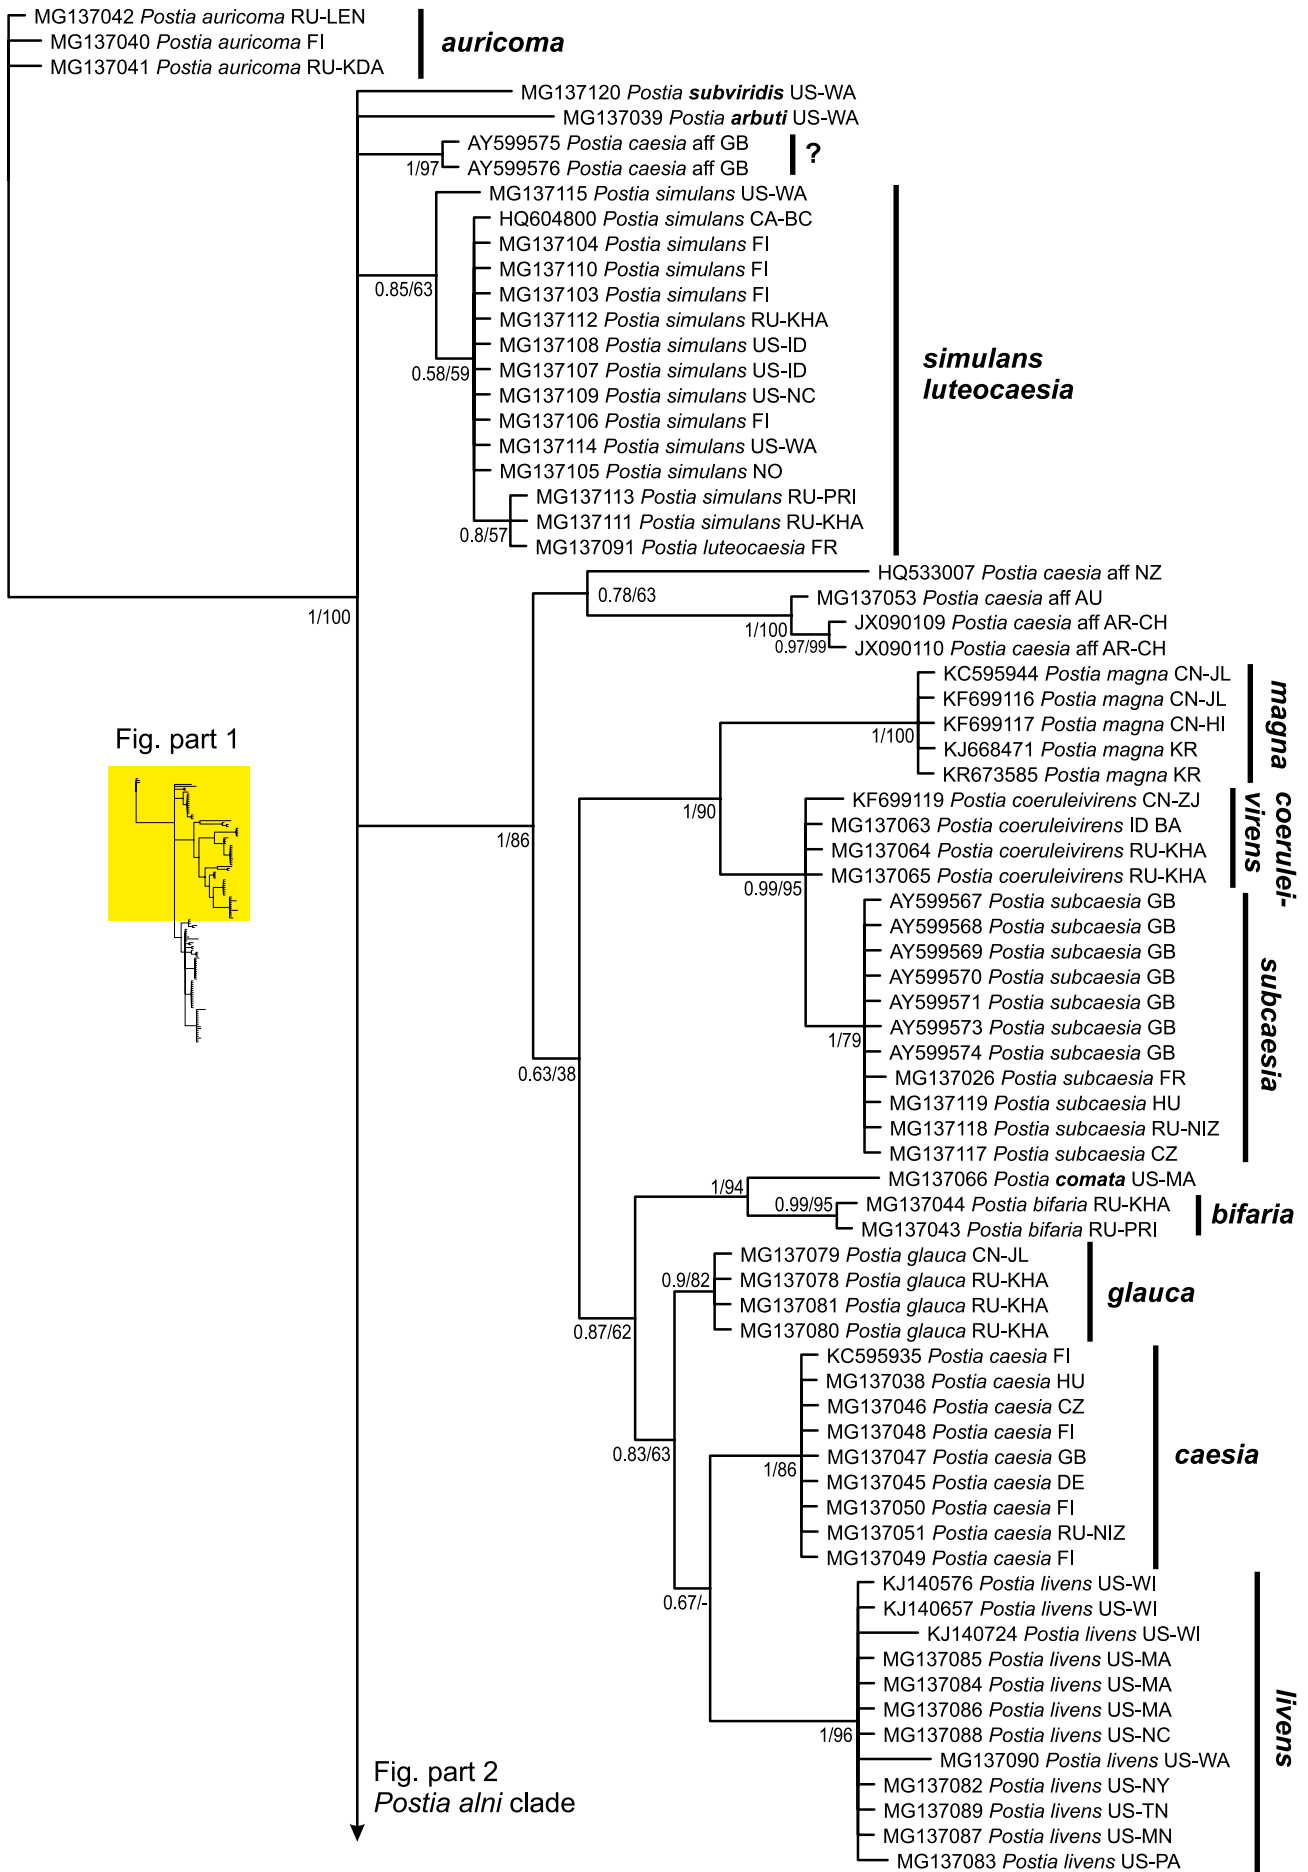 MG137042 Postia auricoma RU-LEN
MG137040 Postia auricoma FI
MG137041 Postia auricoma RU-KDA
auricoma
MG137120 Postia subviridis US-WA
MG137039 Postia arbuti US-WA
AY599575 Postia caesia aff GB
AY599576 Postia caesia aff GB
1/97
?
MG137115 Postia simulans US-WA
HQ604800 Postia simulans CA-BC
MG137104 Postia simulans FI
MG137110 Postia simulans FI
0.85/63
MG137103 Postia simulans FI
MG137112 Postia simulans RU-KHA
MG137108 Postia simulans US-ID
0.58/59
MG137107 Postia simulans US-ID
MG137109 Postia simulans US-NC
MG137106 Postia simulans FI
MG137114 Postia simulans US-WA
MG137105 Postia simulans NO
MG137113 Postia simulans RU-PRI
MG137111 Postia simulans RU-KHA
0.8/57
MG137091 Postia luteocaesia FR
simulans
luteocaesia
HQ533007 Postia caesia aff NZ
0.78/63
MG137053 Postia caesia aff AU
1/100
JX090109 Postia caesia aff AR-CH
1/100
0.97/99
JX090110 Postia caesia aff AR-CH
KC595944 Postia magna CN-JL
KF699116 Postia magna CN-JL
KF699117 Postia magna CN-HI
1/100
KJ668471 Postia magna KR
KR673585 Postia magna KR
magna
Fig. part 1
1/90
KF699119 Postia coeruleivirens CN-ZJ
MG137063 Postia coeruleivirens ID BA
1/86
MG137064 Postia coeruleivirens RU-KHA
0.99/95
MG137065 Postia coeruleivirens RU-KHA
coerulei-
virens
AY599567 Postia subcaesia GB
AY599568 Postia subcaesia GB
AY599569 Postia subcaesia GB
AY599570 Postia subcaesia GB
AY599571 Postia subcaesia GB
AY599573 Postia subcaesia GB
1/79
AY599574 Postia subcaesia GB
0.63/38
MG137026 Postia subcaesia FR
MG137119 Postia subcaesia HU
MG137118 Postia subcaesia RU-NIZ
MG137117 Postia subcaesia CZ
subcaesia
MG137066 Postia comata US-MA
1/94
0.99/95
MG137044 Postia bifaria RU-KHA
MG137043 Postia bifaria RU-PRI
bifaria
MG137079 Postia glauca CN-JL
0.9/82
MG137078 Postia glauca RU-KHA
MG137081 Postia glauca RU-KHA
0.87/62
MG137080 Postia glauca RU-KHA
glauca
KC595935 Postia caesia FI
MG137038 Postia caesia HU
MG137046 Postia caesia CZ
MG137048 Postia caesia FI
0.83/63
MG137047 Postia caesia GB
1/86
MG137045 Postia caesia DE
MG137050 Postia caesia FI
MG137051 Postia caesia RU-NIZ
MG137049 Postia caesia FI
caesia
KJ140576 Postia livens US-WI
0.67/-
KJ140657 Postia livens US-WI
KJ140724 Postia livens US-WI
MG137085 Postia livens US-MA
MG137084 Postia livens US-MA
MG137086 Postia livens US-MA
1/96
MG137088 Postia livens US-NC
MG137090 Postia livens US-WA
MG137082 Postia livens US-NY
MG137089 Postia livens US-TN
MG137087 Postia livens US-MN
MG137083 Postia livens US-PA
livens
Fig. part 2
Postia alni clade